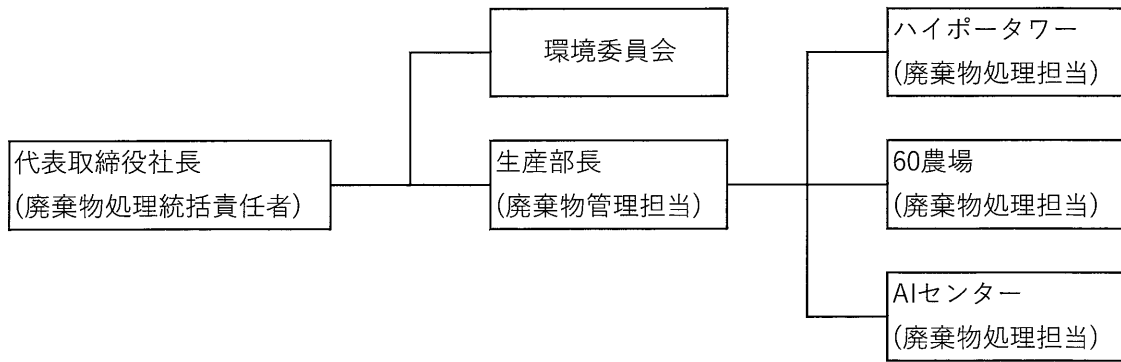 代表取締役社長
(廃棄物処理統括責任者)
環境委員会
生産部長
(廃棄物管理担当)
ハイポータワー
(廃棄物処理担当)
60農場
(廃棄物処理担当)
AIセンター
(廃棄物処理担当)